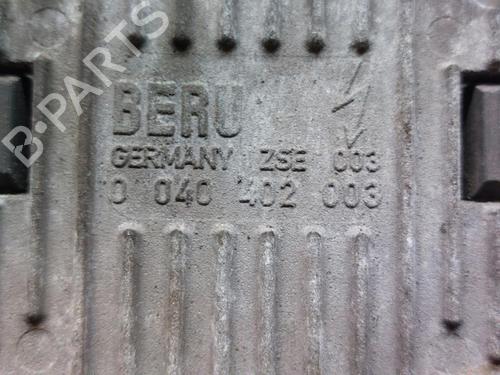 BERU
GERMANY ZSE 003
0 040 402 003
B-PARTS